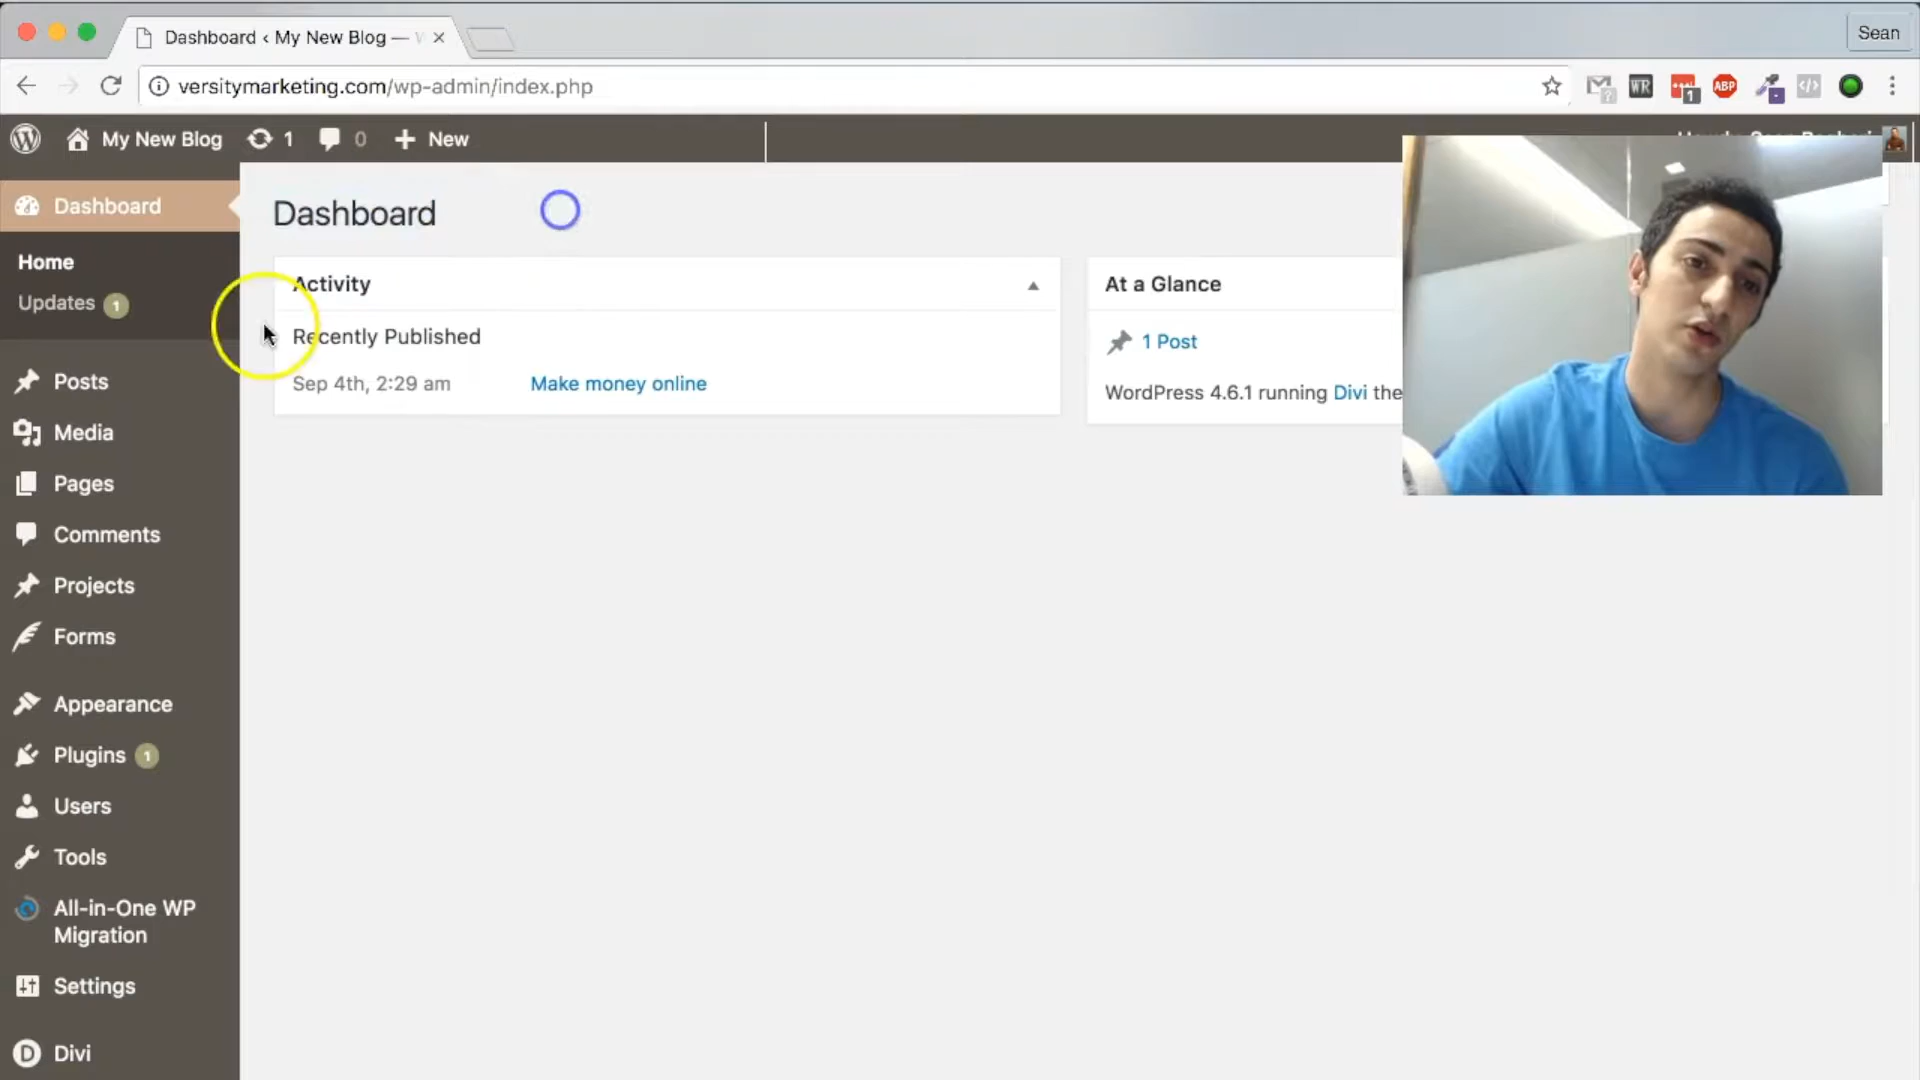 Dashboard ‹ My New Blog —
Sean
versitymarketing.com/wp-admin/index.php
WR
1
ABP
My New Blog
1
0
New
Dashboard
Dashboard
Home
Updates 1
Activity
Recently Published
Sep 4th, 2:29 am
Make money online
At a Glance
1 Post
WordPress 4.6.1 running Divi the
Posts
Media
Pages
Comments
Projects
Forms
Appearance
Plugins 1
Users
Tools
All-in-One WP
Migration
Settings
D Divi